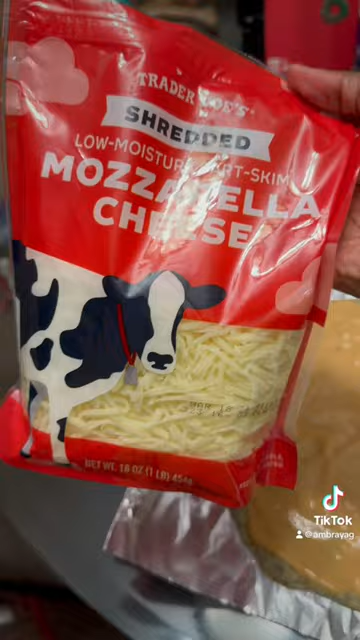 TRADER JOE'S
SHREDDED
LOW-MOISTURE PART-SKIM
MOZZARELLA
CHEESE
NET WT. 16 OZ (1 LB) 454g
TikTok
@ambrayag